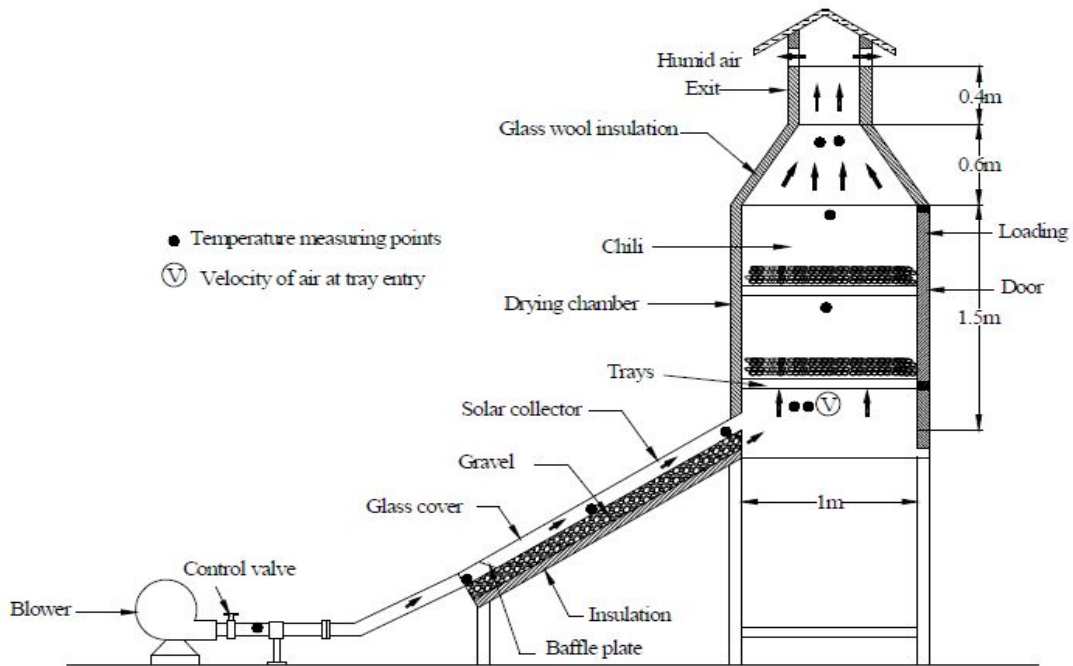 Humid air
Exit
0.4m
Glass wool insulation
0.6m
Temperature measuring points
V Velocity of air at tray entry
Chili
Loading
Drying chamber
Door
1.5m
Trays
V
Solar collector
Gravel
Glass cover
1m
Control valve
Blower
Insulation
Baffle plate